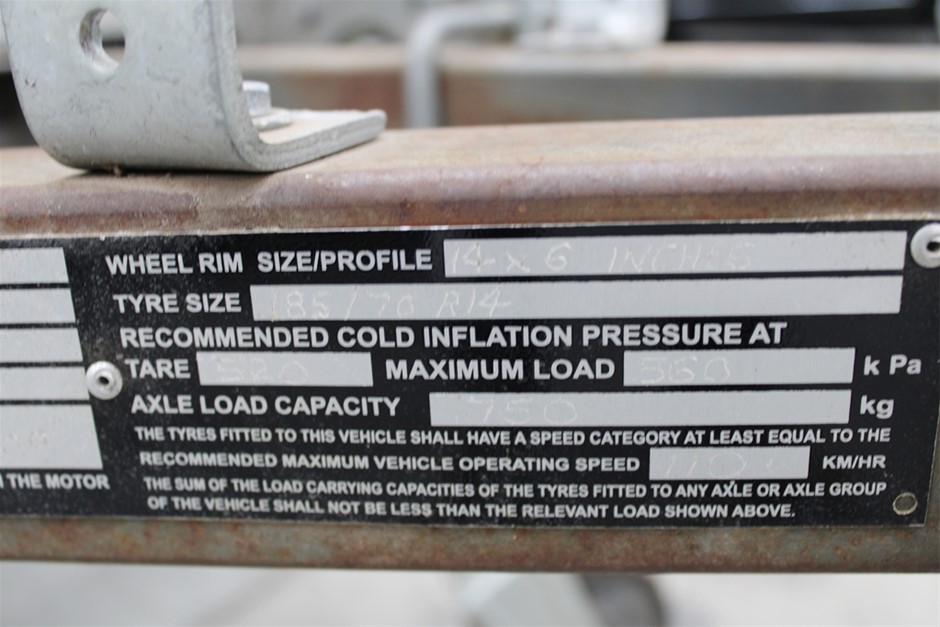 WHEEL RIM SIZE/PROFILE 14 x 6 INCHES
TYRE SIZE 185/70 R14
RECOMMENDED COLD INFLATION PRESSURE AT
TARE 520 MAXIMUM LOAD 560 k Pa
AXLE LOAD CAPACITY 750 kg
THE TYRES FITTED TO THIS VEHICLE SHALL HAVE A SPEED CATEGORY AT LEAST EQUAL TO THE
RECOMMENDED MAXIMUM VEHICLE OPERATING SPEED 110 KM/HR
N THE MOTOR
THE SUM OF THE LOAD CARRYING CAPACITIES OF THE TYRES FITTED TO ANY AXLE OR AXLE GROUP
OF THE VEHICLE SHALL NOT BE LESS THAN THE RELEVANT LOAD SHOWN ABOVE.